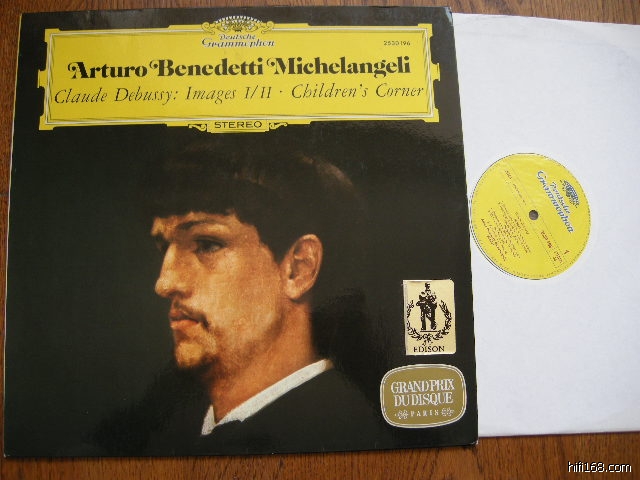 Deutsche
Grammophon
2530 196
Arturo Benedetti Michelangeli
Claude Debussy: Images I/II · Children's Corner
STEREO
EDISON
GRAND PRIX
DU DISQUE
PARIS
Deutsche
Grammophon
hifi168.com